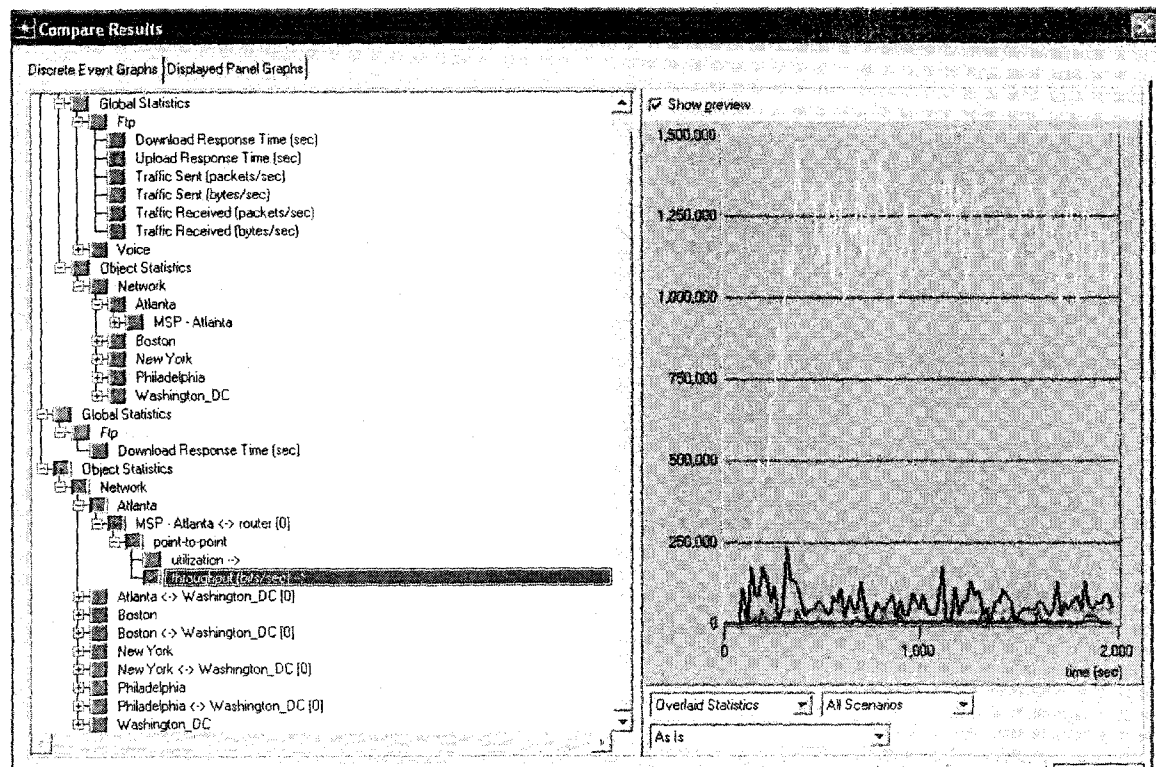 Compare Results
Discrete Event Graphs
Displayed Panel Graphs
Global Statistics
Ftp
Download Response Time (sec)
Upload Response Time (sec)
Traffic Sent (packets/sec)
Traffic Sent (bytes/sec)
Traffic Received (packets/sec)
Traffic Received (bytes/sec)
Voice
Object Statistics
Network
Atlanta
MSP - Atlanta
Boston
New York
Philadelphia
Washington_DC
Global Statistics
Ftp
Download Response Time (sec)
Object Statistics
Network
Atlanta
MSP - Atlanta <-> router [0]
point-to-point
utilization -->
throughput (bits/sec) -->
Atlanta <-> Washington_DC [0]
Boston
Boston <-> Washington_DC [0]
New York
New York <-> Washington_DC [0]
Philadelphia
Philadelphia <-> Washington_DC [0]
Washington_DC
Show preview
1,500,000
1,250,000
1,000,000
750,000
500,000
250,000
0
0 1,000 2,000
time (sec)
Overlaid Statistics
All Scenarios
As Is